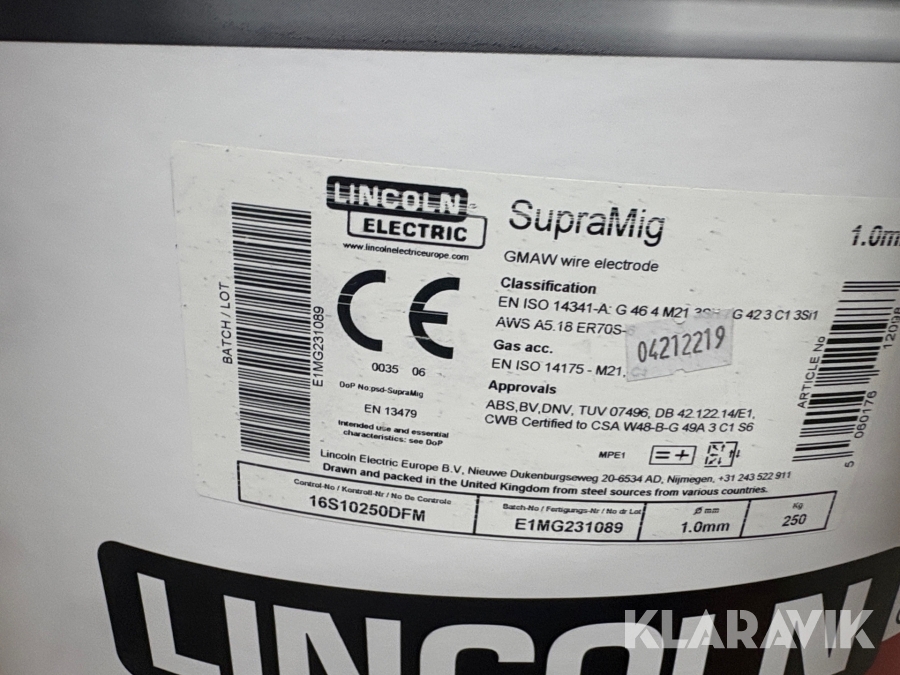 LINCOLN
ELECTRIC
www.lincolnelectriceurope.com
SupraMig
1.0m
GMAW wire electrode
Classification
EN ISO 14341-A: G 46 4 M21 G 42 3 C1 3Si1
AWS A5.18 ER70S-
04212219
Gas acc.
EN ISO 14175 - M21,
Approvals
ABS,BV,DNV, TUV 07496, DB 42.122.14/E1,
CWB Certified to CSA W48-B-G 49A 3 C1 S6
BATCH / LOT
E1MG231089
CE
0035 06
DoP No:psd-SupraMig
EN 13479
Intended use and essential
characteristics: see DoP
MPE1
ARTICLE No
5 060176
Lincoln Electric Europe B.V, Nieuwe Dukenburgseweg 20-6534 AD, Nijmegen, +31 243 522 911
Drawn and packed in the United Kingdom from steel sources from various countries.
Control-No / Kontroll-Nr / No De Controle
16S10250DFM
Batch-No / Fertigungs-Nr / No de Lot
E1MG231089
Ø mm
1.0mm
Kg
250
LINCOLN
KLARAVIK